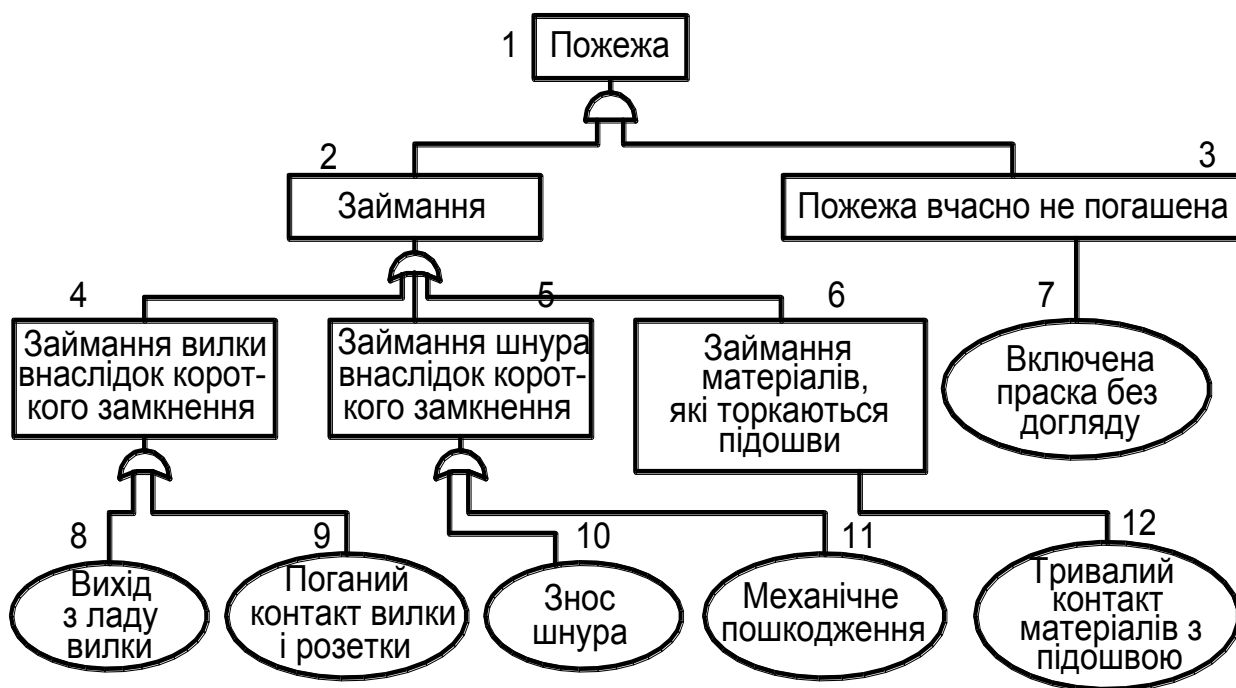 1
Пожежа
2
Займання
3
Пожежа вчасно не погашена
4
Займання вилки
внаслідок корот-
кого замкнення
5
Займання шнура
внаслідок корот-
кого замкнення
6
Займання
матеріалів,
які торкаються
підошви
7
Включена
праска без
догляду
8
Вихід
з ладу
вилки
9
Поганий
контакт вилки
і розетки
10
Знос
шнура
11
Механічне
пошкодження
12
Тривалий
контакт
матеріалів з
підошвою